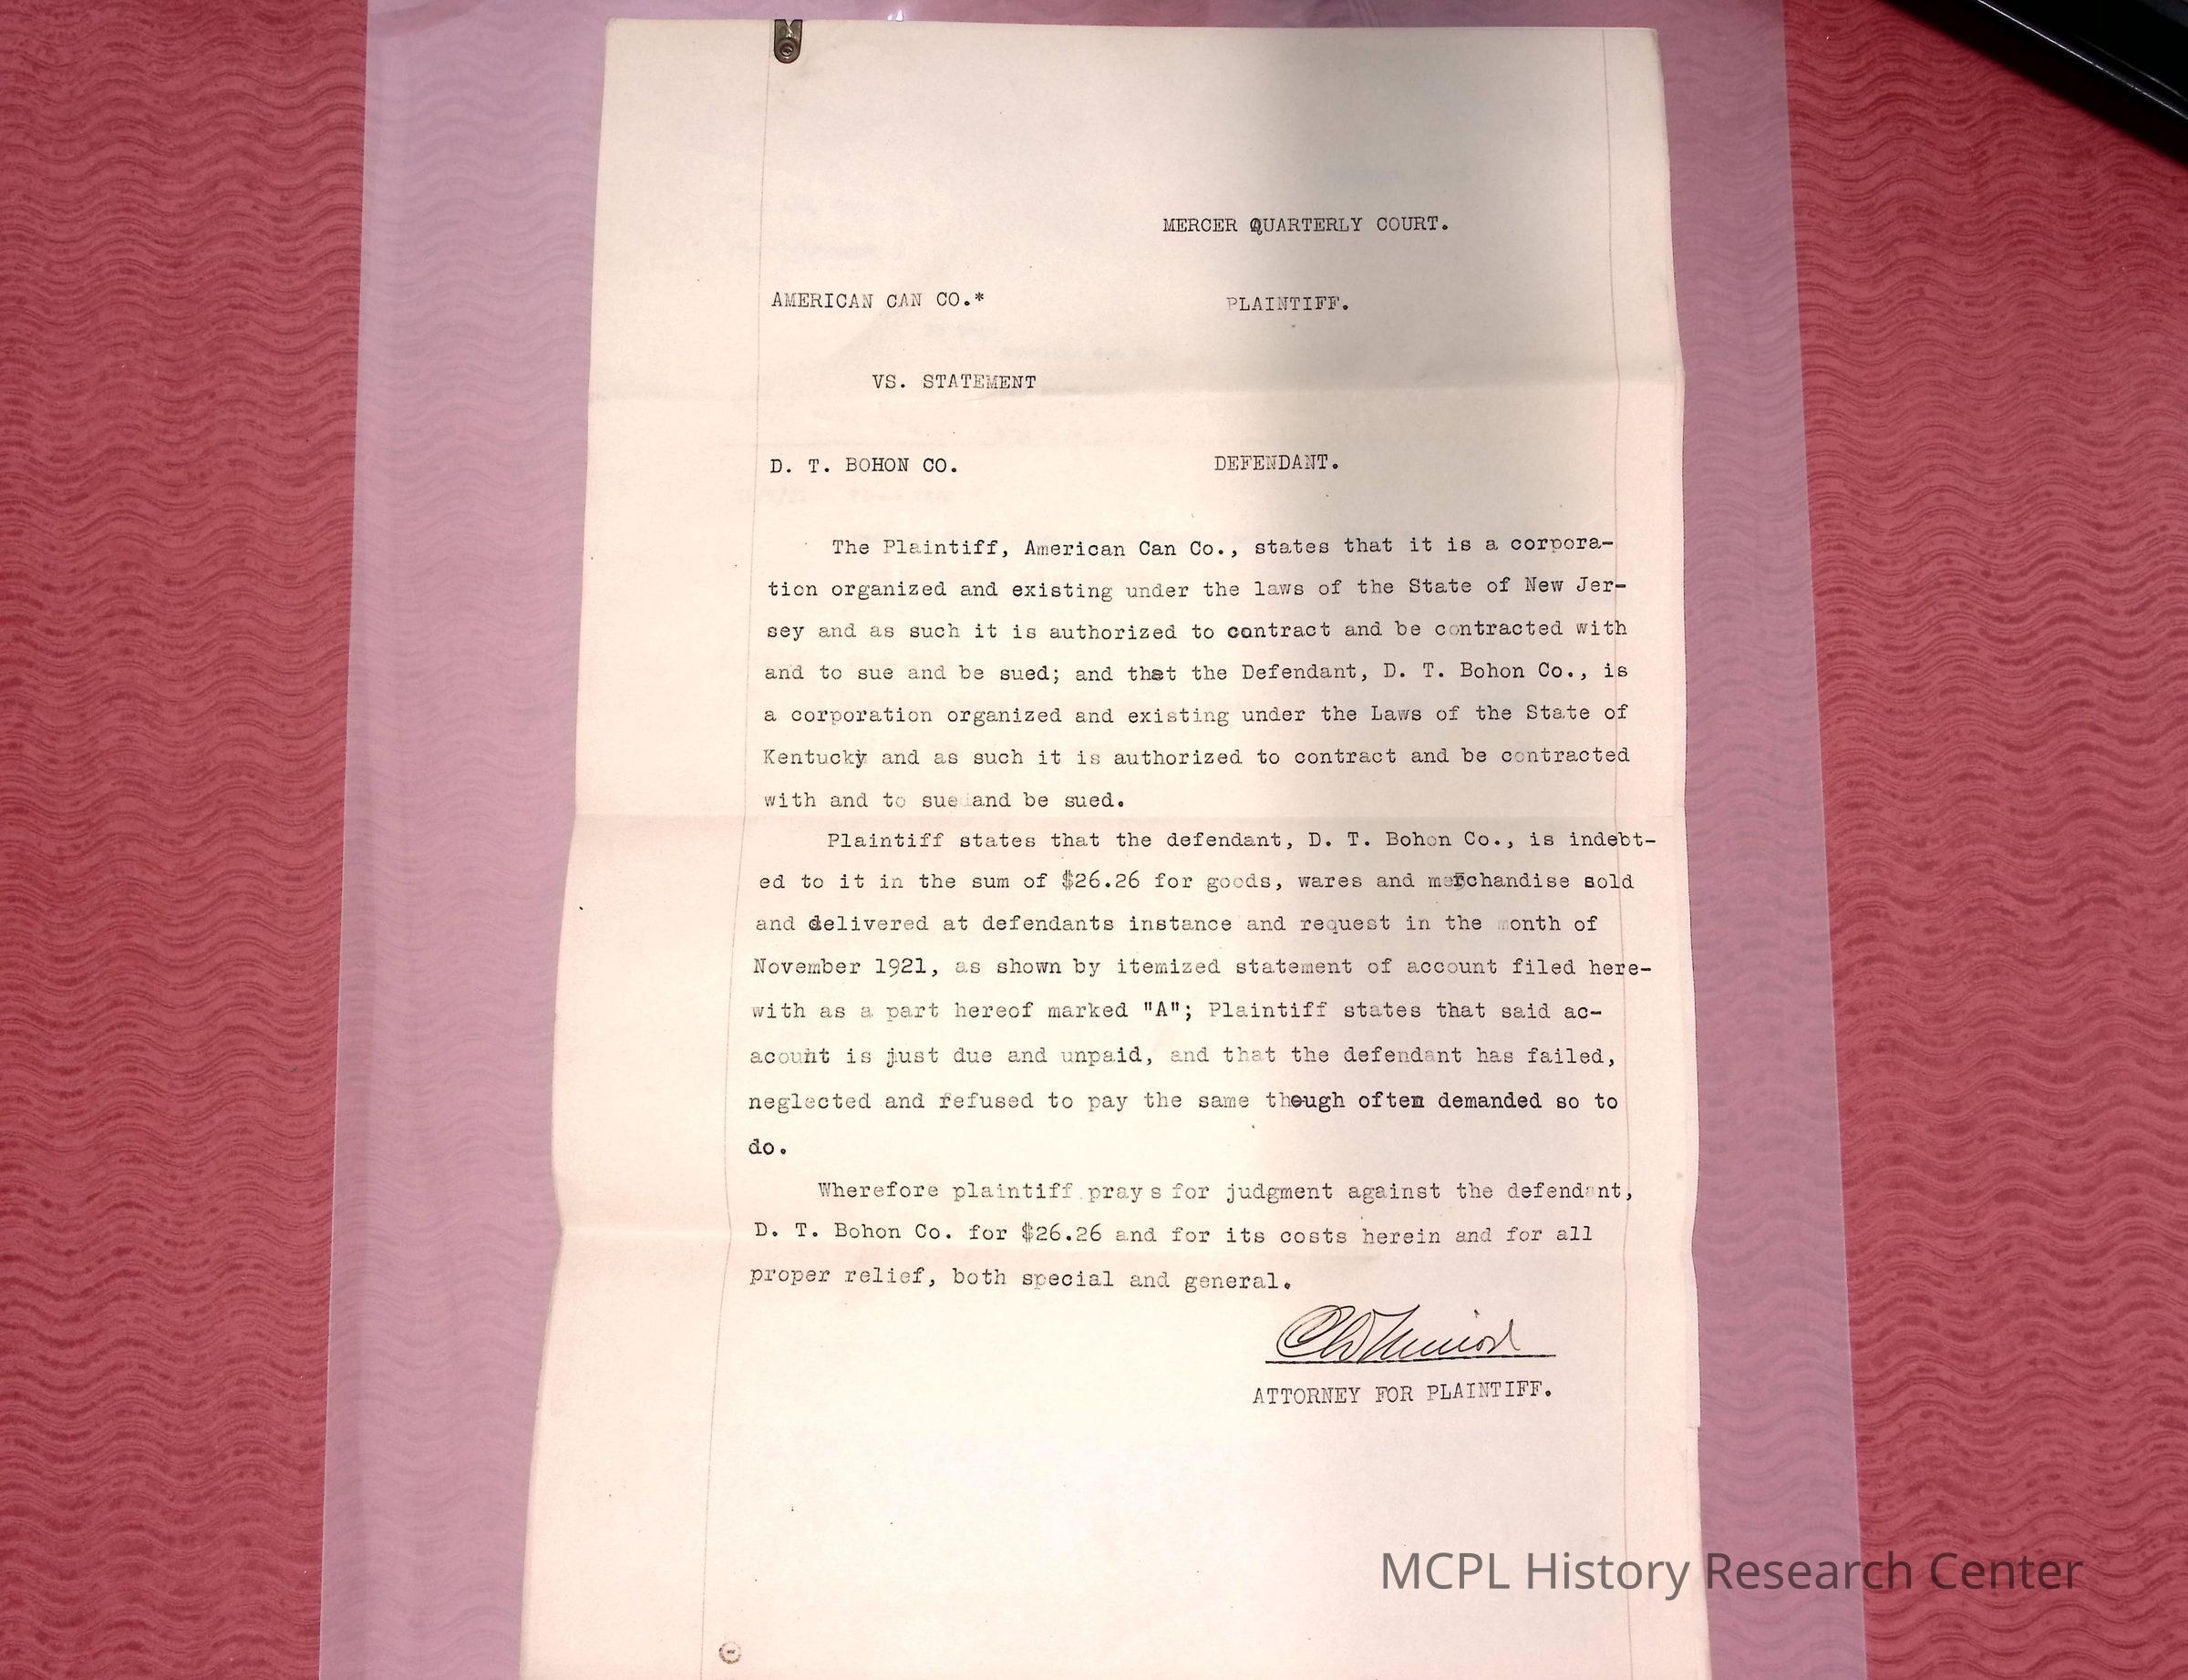 MERCER QUARTERLY COURT.
AMERICAN CAN CO.* PLAINTIFF.
VS. STATEMENT
D. T. BOHON CO. DEFENDANT.
The Plaintiff, American Can Co., states that it is a corpora-
tion organized and existing under the laws of the State of New Jer-
sey and as such it is authorized to contract and be contracted with
and to sue and be sued; and that the Defendant, D. T. Bohon Co., is
a corporation organized and existing under the Laws of the State of
Kentucky and as such it is authorized to contract and be contracted
with and to sue and be sued.
Plaintiff states that the defendant, D. T. Bohon Co., is indebt-
ed to it in the sum of $26.26 for goods, wares and merchandise sold
and delivered at defendants instance and request in the month of
November 1921, as shown by itemized statement of account filed here-
with as a part hereof marked "A"; Plaintiff states that said ac-
acount is just due and unpaid, and that the defendant has failed,
neglected and refused to pay the same though often demanded so to
do.
Wherefore plaintiff prays for judgment against the defendant,
D. T. Bohon Co. for $26.26 and for its costs herein and for all
proper relief, both special and general.
ATTORNEY FOR PLAINTIFF.
MCPL History Research Center